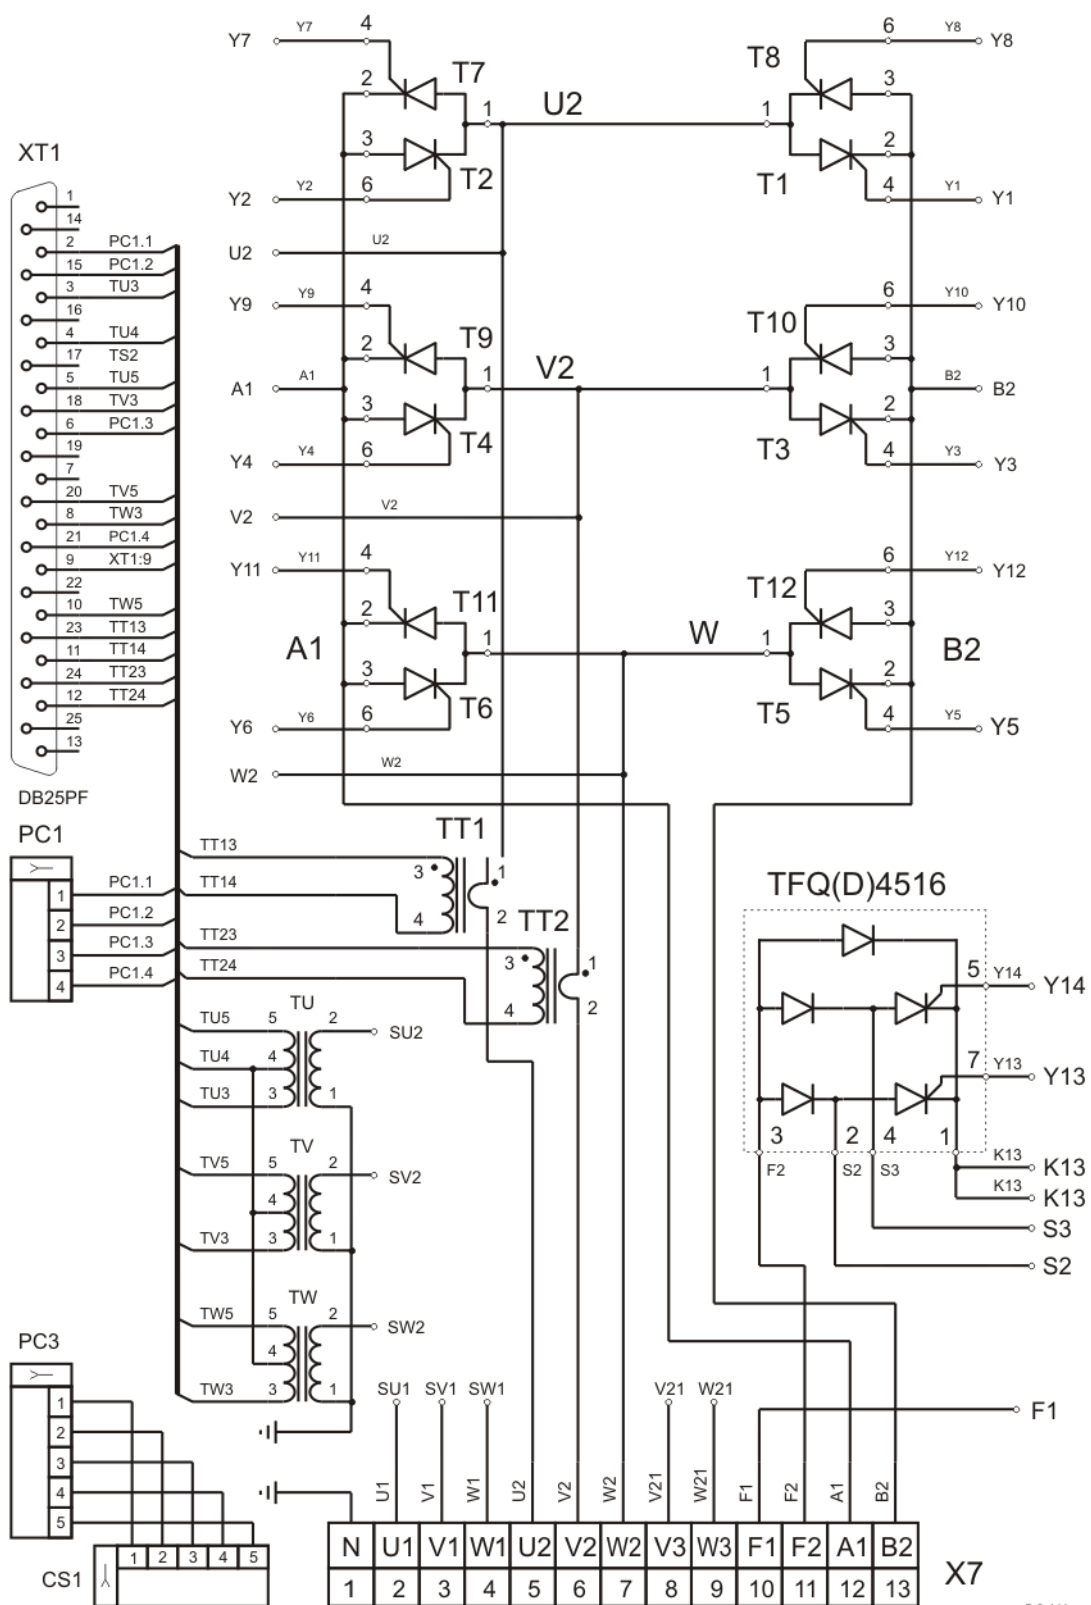 Y7 Y7 4 6 Y8 Y8
T7 T8
2 3
1 U2 1
3 2
T2 T1
Y2 Y2 6 4 Y1 Y1
U2 U2
XT1
1
14
2 PC1.1
15 PC1.2
3 TU3
16
4 TU4
17 TS2
5 TU5
18 TV3
6 PC1.3
19
7
20 TV5
8 TW3
21 PC1.4
9 XT1:9
22
10 TW5
23 TT13
11 TT14
24 TT23
12 TT24
25
13
DB25PF
Y9 Y9 4 6 Y10 Y10
T9 T10
2 3
A1 A1 1 V2 1 B2 B2
3 2
T4 T3
Y4 Y4 6 4 Y3 Y3
V2 V2
Y11 Y11 4 6 Y12 Y12
T11 T12
2 3
A1 1 W 1 B2
3 2
T6 T5
Y6 Y6 6 4 Y5 Y5
W2 W2
PC1
1 PC1.1
2 PC1.2
3 PC1.3
4 PC1.4
TT1
TT13 3 1
TT14 4 2
TT2
TT23 3 1
TT24 4 2
TFQ(D)4516
5 Y14 Y14
7 Y13 Y13
3 2 4 1
F2 S2 S3 K13 K13
K13 K13
S3
S2
TU
TU5 5 2 SU2
TU4 4
TU3 3 1
TV
TV5 5 2 SV2
4
TV3 3 1
TW
TW5 5 2 SW2
4
TW3 3 1
PC3
1
2
3
4
5
CS1 1 2 3 4 5
SU1 SV1 SW1 V21 W21 F1
U1 V1 W1 U2 V2 W2 V21 W21 F1 F2 A1 B2
N U1 V1 W1 U2 V2 W2 V3 W3 F1 F2 A1 B2
1 2 3 4 5 6 7 8 9 10 11 12 13
X7